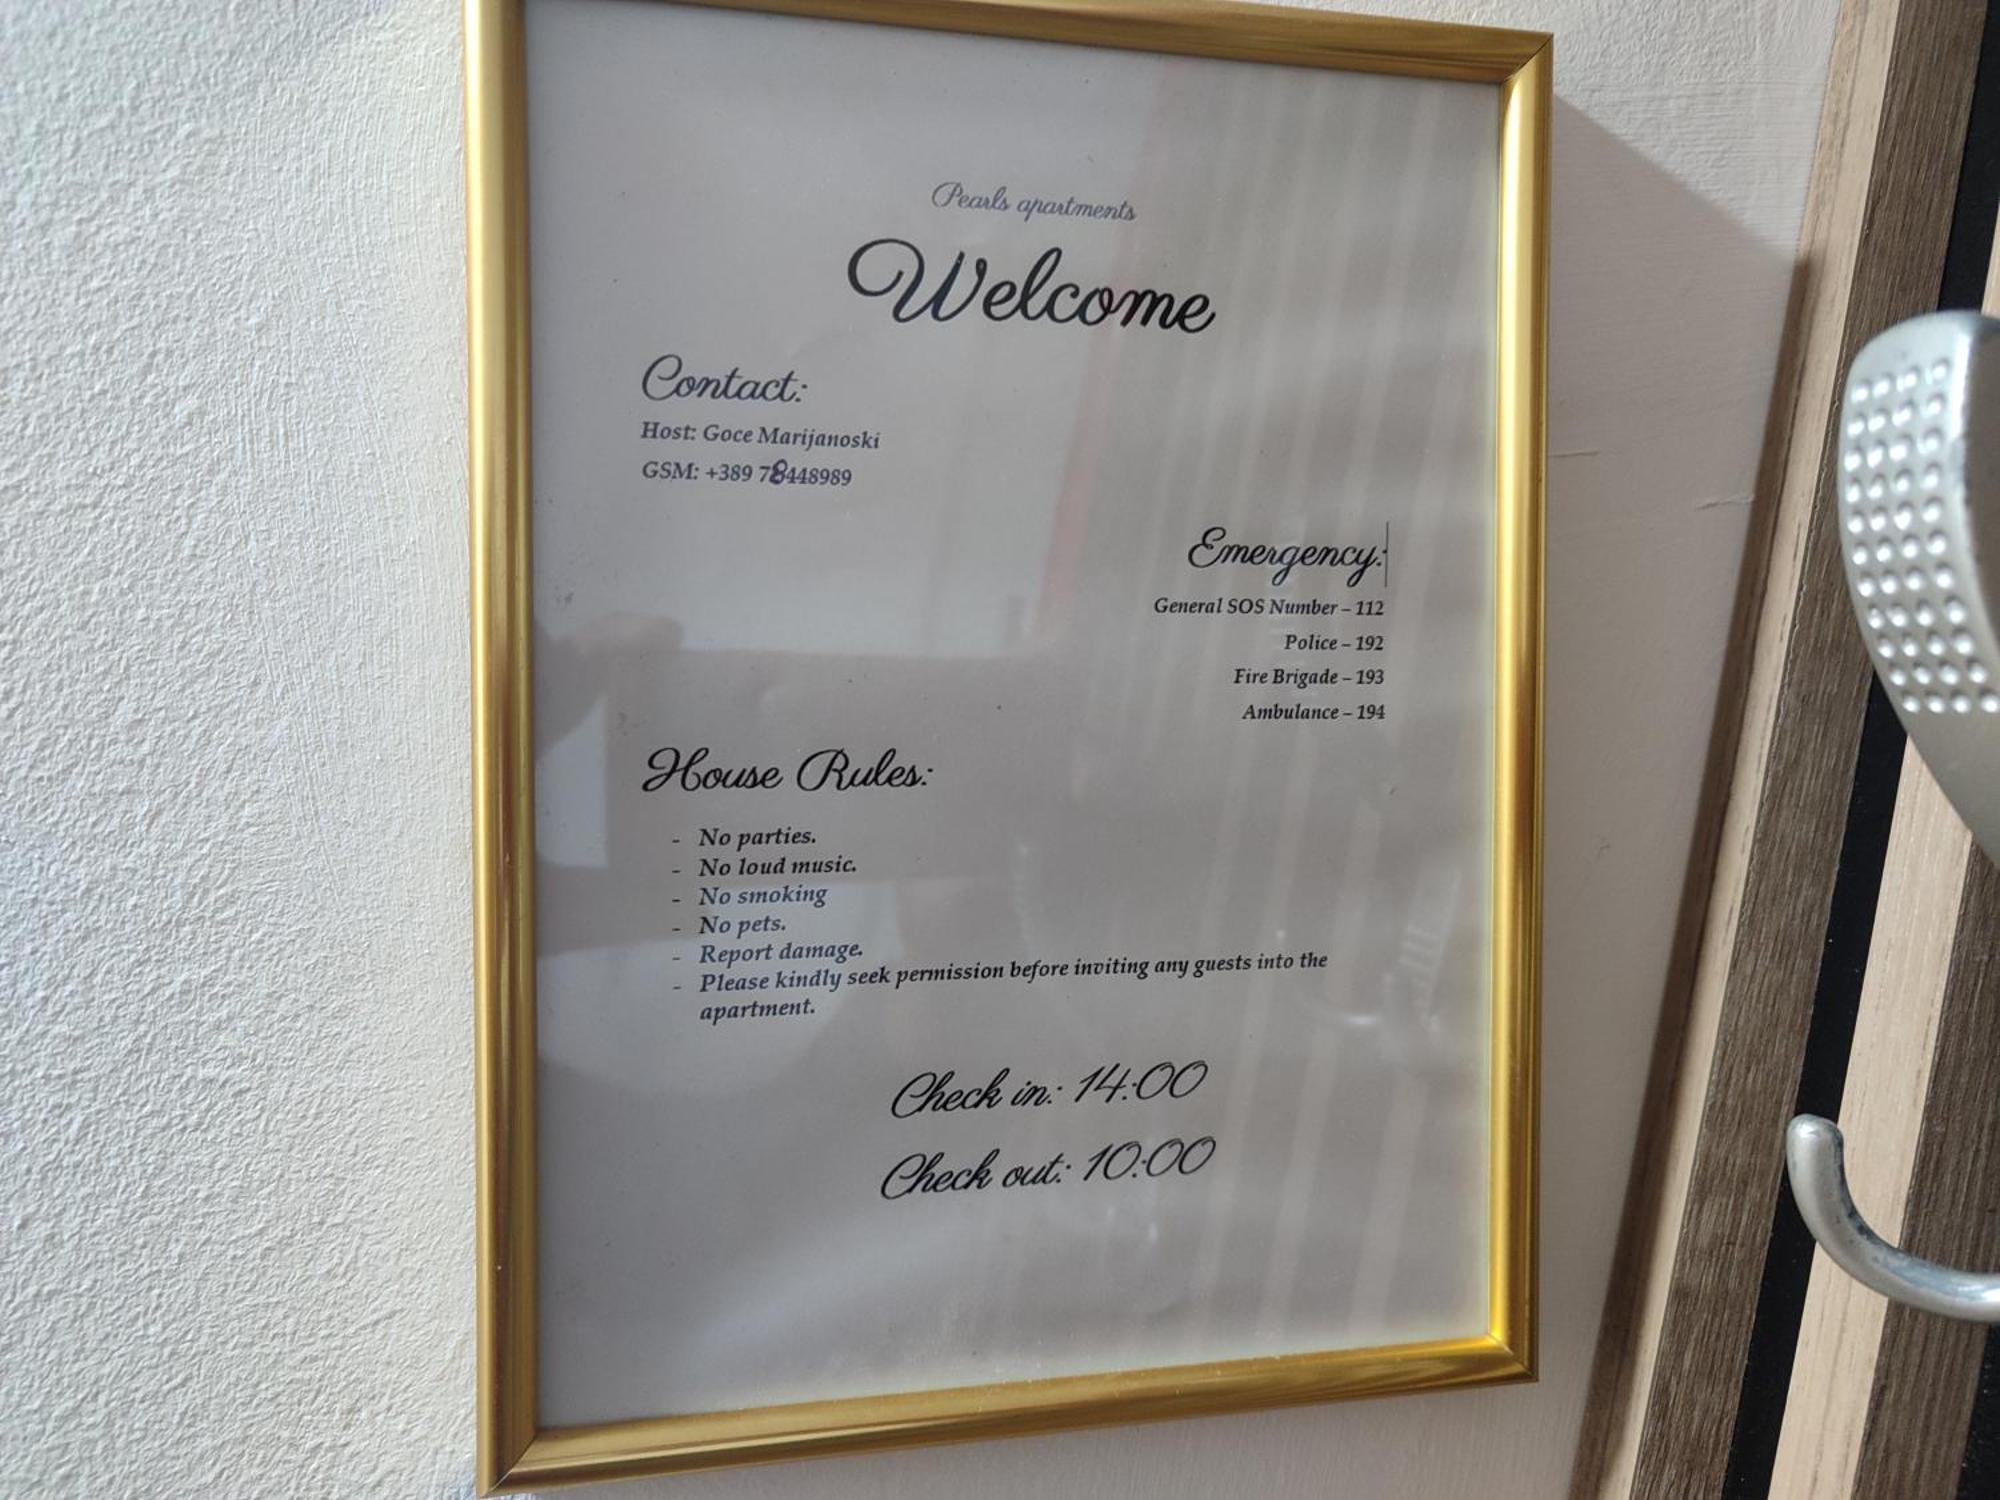 Pearls apartments
Welcome
Contact:
Host: Goce Marijanoski
GSM: +389 78448989
Emergency:
General SOS Number – 112
Police – 192
Fire Brigade – 193
Ambulance – 194
House Rules:
- No parties.
- No loud music.
- No smoking
- No pets.
- Report damage.
- Please kindly seek permission before inviting any guests into the
apartment.
Check in: 14:00
Check out: 10:00